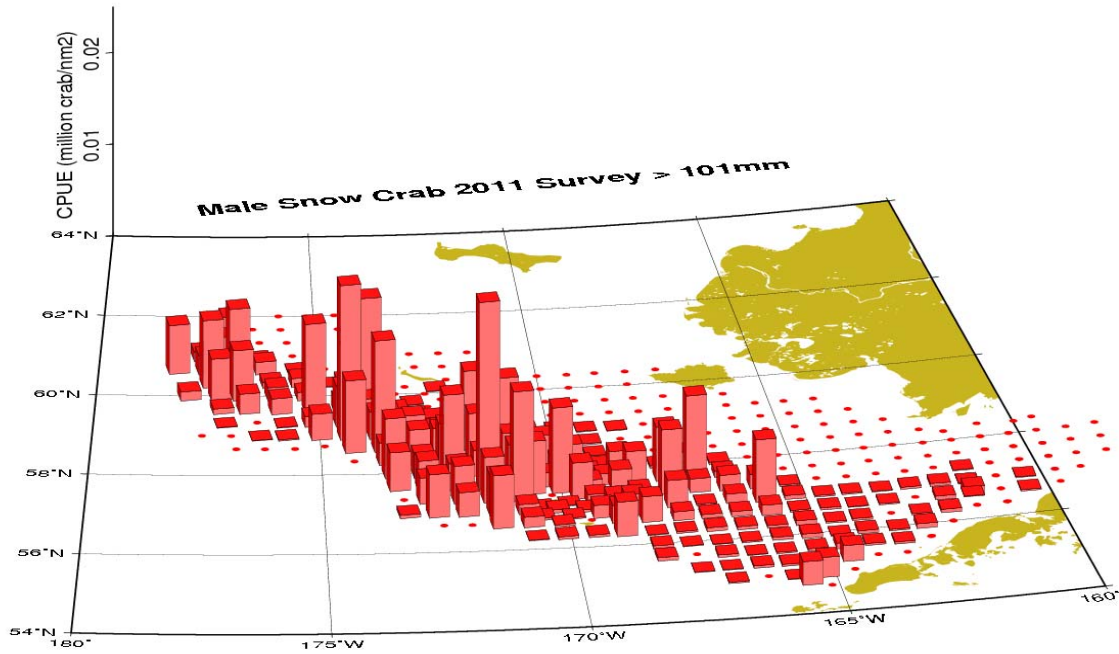 CPUE (million crab/nm2)
0.02
0.01
Male Snow Crab 2011 Survey > 101mm
64°N
62°N
60°N
58°N
56°N
54°N
180°
175°W
170°W
165°W
160°